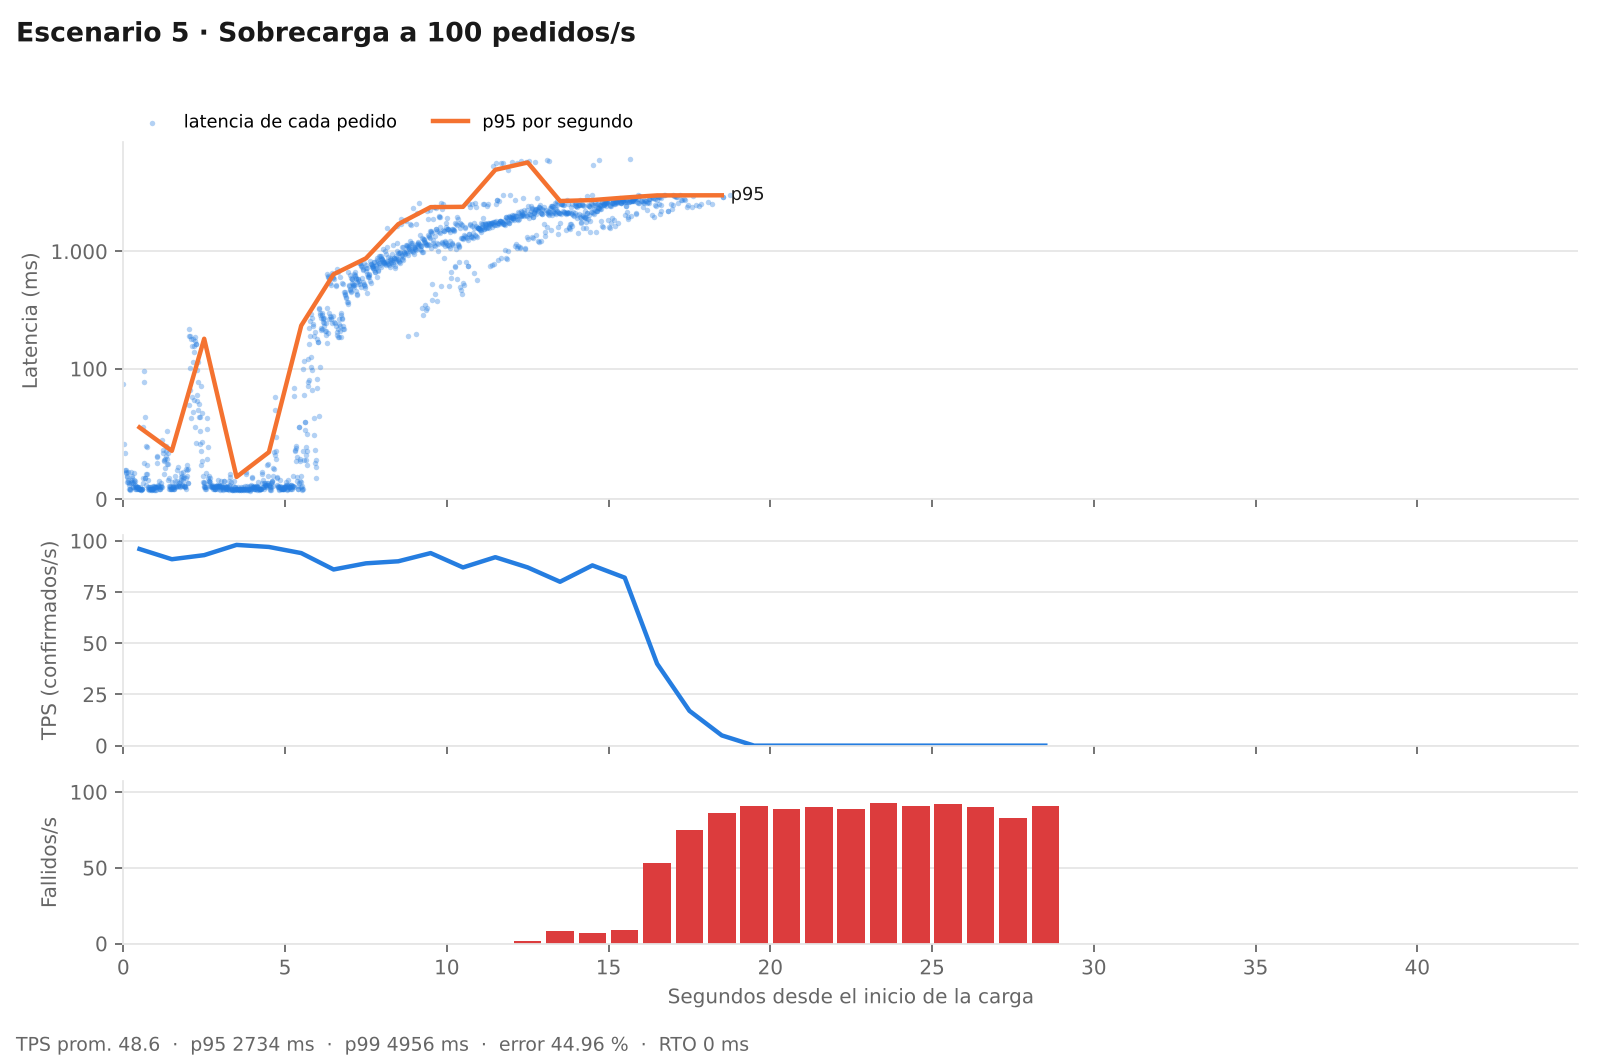 Escenario 5 · Sobrecarga a 100 pedidos/s
latencia de cada pedido
p95 por segundo
Latencia (ms)
1.000
100
0
p95
TPS (confirmados/s)
100
75
50
25
0
Fallidos/s
100
50
0
0 5 10 15 20 25 30 35 40
Segundos desde el inicio de la carga
TPS prom. 48.6 · p95 2734 ms · p99 4956 ms · error 44.96 % · RTO 0 ms